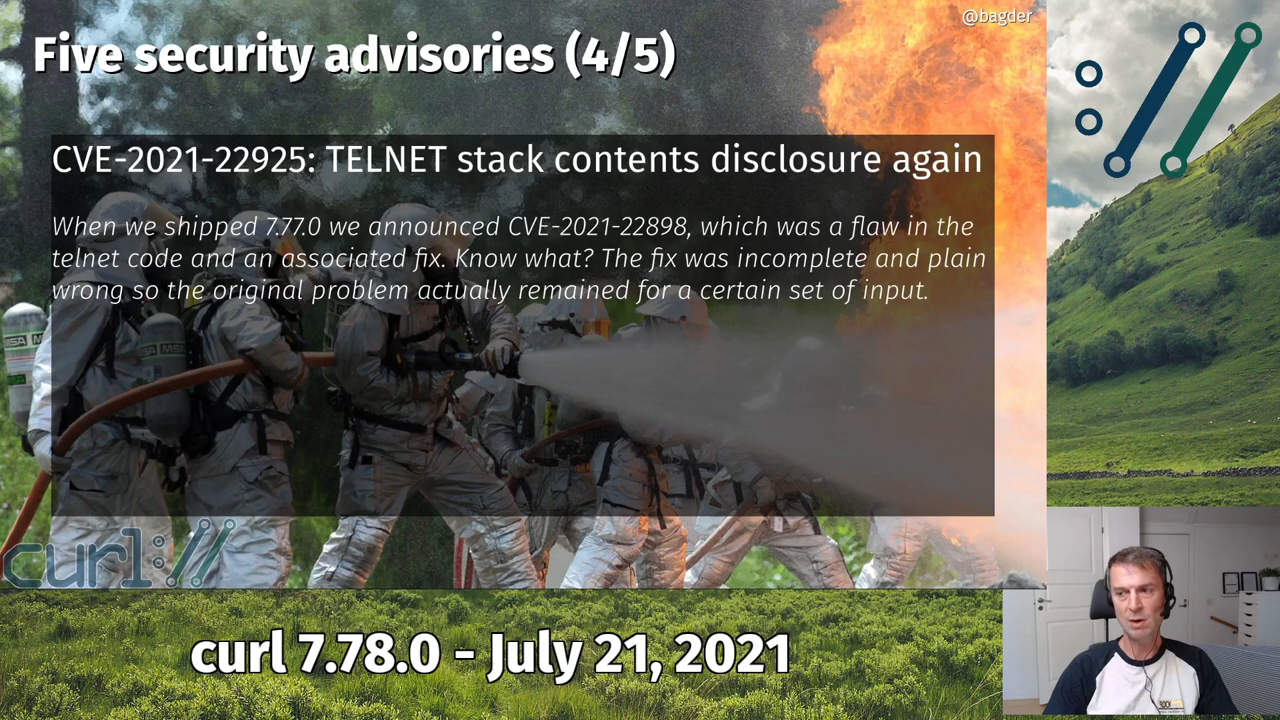 @bagder
Five security advisories (4/5)
CVE-2021-22925: TELNET stack contents disclosure again
When we shipped 7.77.0 we announced CVE-2021-22898, which was a flaw in the
telnet code and an associated fix. Know what? The fix was incomplete and plain
wrong so the original problem actually remained for a certain set of input.
MSA
MSA MSA
curl://
curl 7.78.0 - July 21, 2021